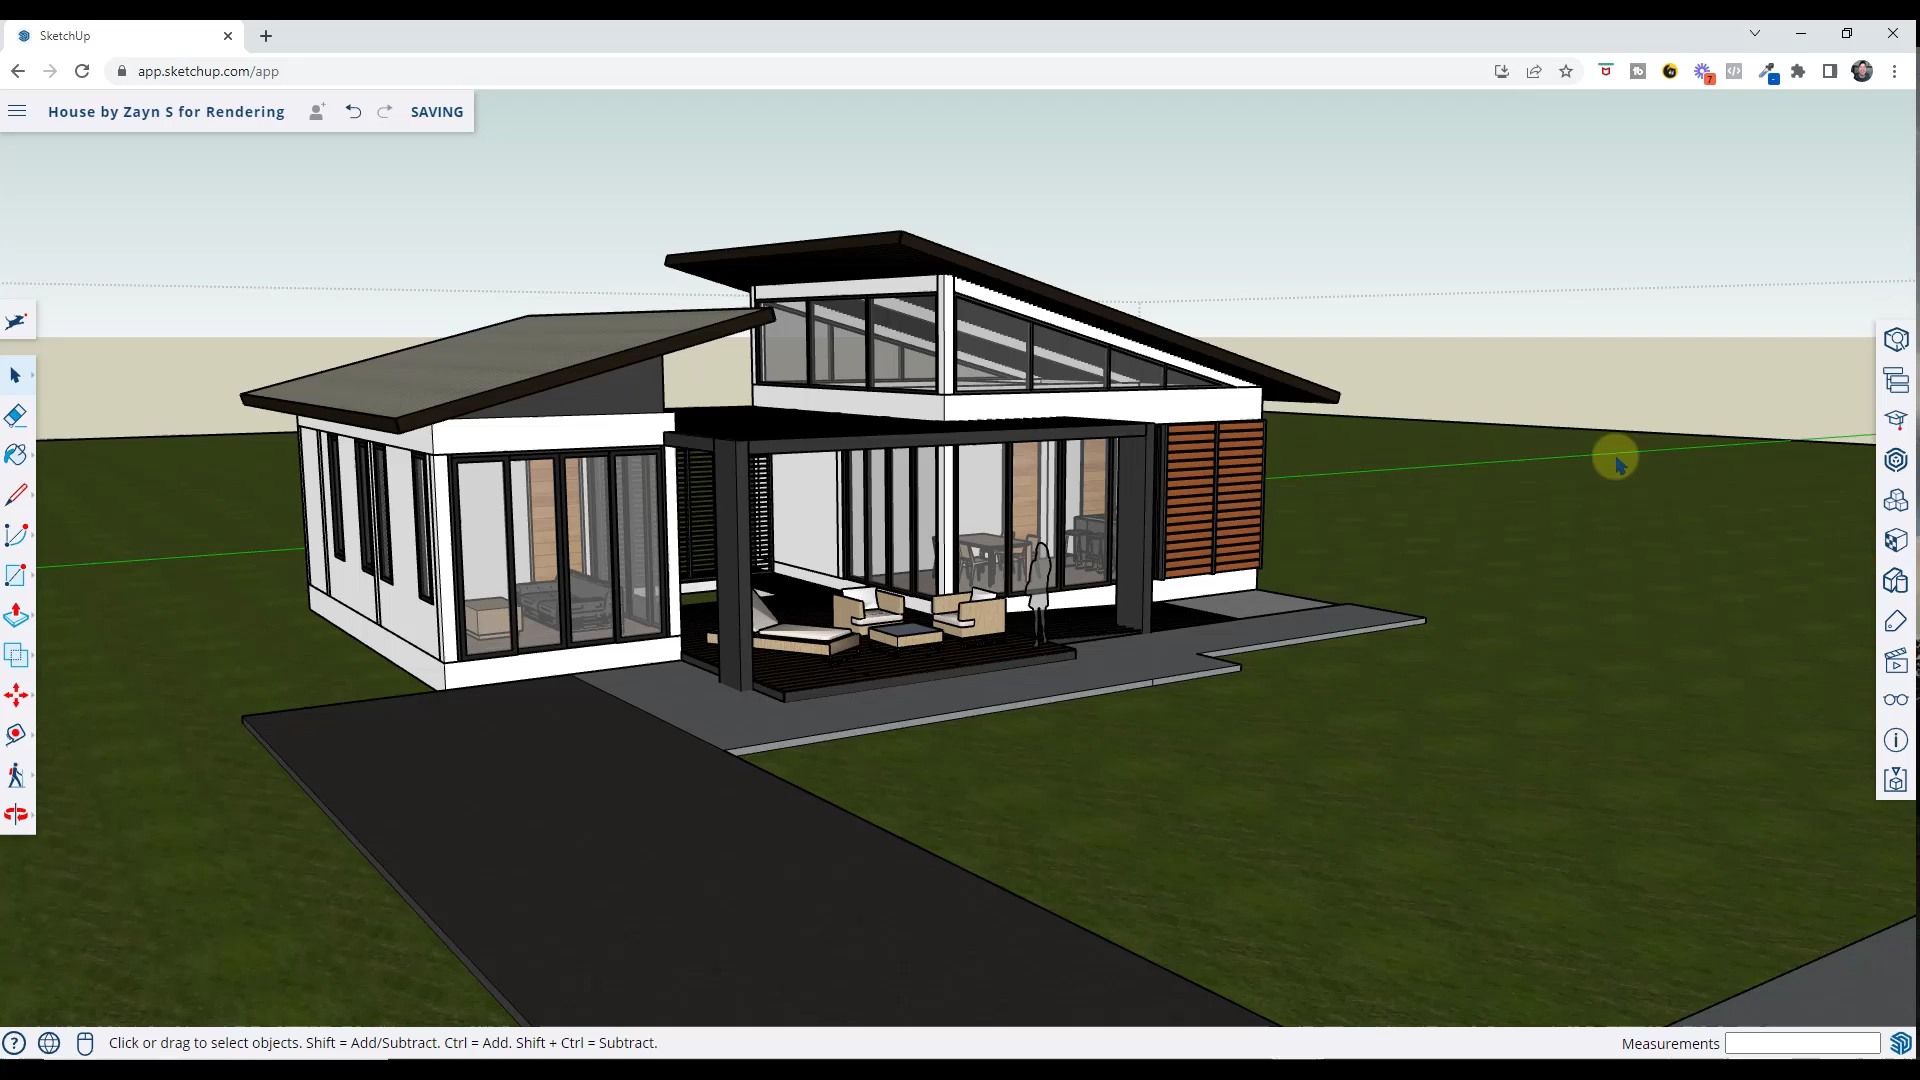 SketchUp
app.sketchup.com/app
7
House by Zayn S for Rendering
SAVING
Click or drag to select objects. Shift = Add/Subtract. Ctrl = Add. Shift + Ctrl = Subtract.
Measurements